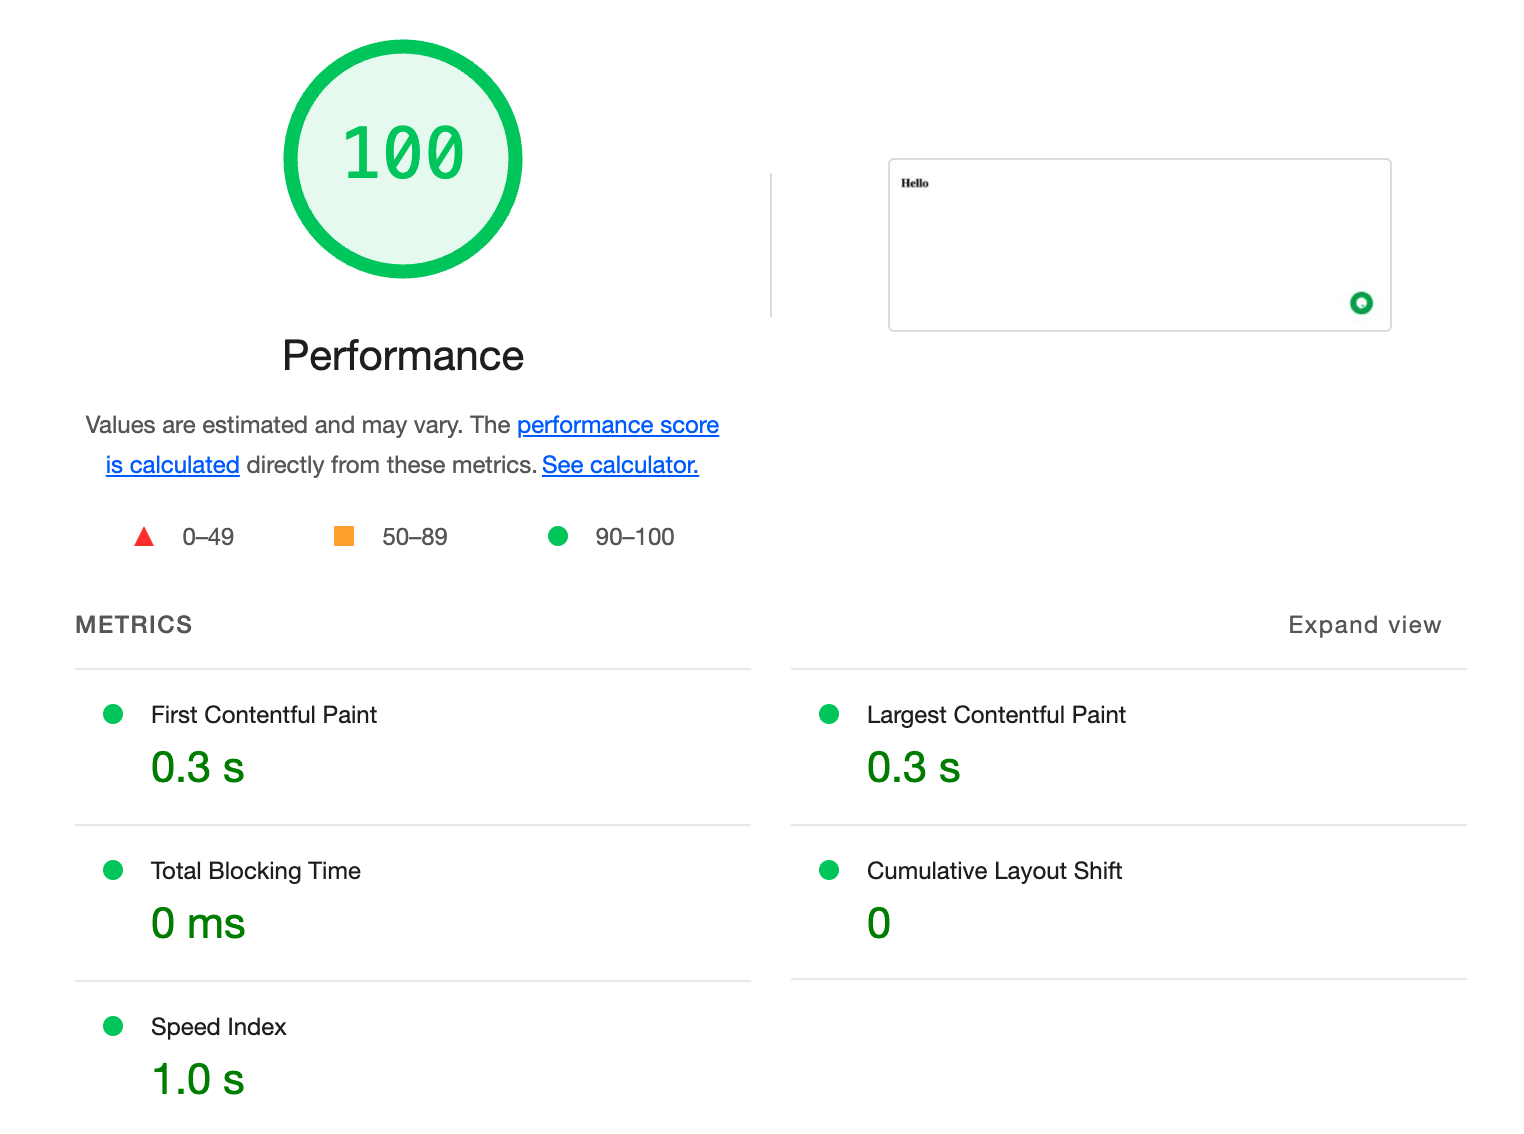 100
Hello
Performance
Values are estimated and may vary. The performance score
is calculated directly from these metrics. See calculator.
0–49
50–89
90–100
METRICS
Expand view
First Contentful Paint
0.3 s
Largest Contentful Paint
0.3 s
Total Blocking Time
0 ms
Cumulative Layout Shift
0
Speed Index
1.0 s